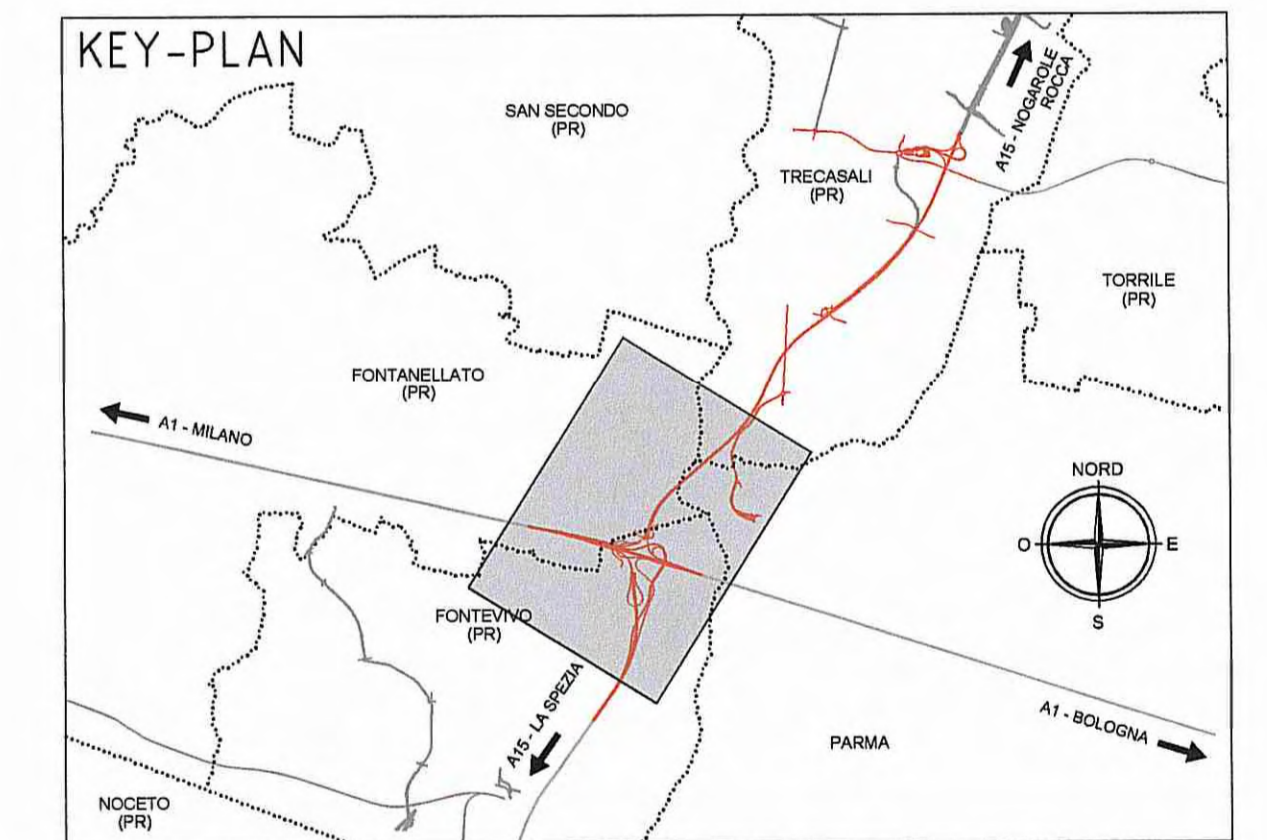 KEY-PLAN
SAN SECONDO
(PR)
A15 - NOGAROLE
ROCCA
TRECASALI
(PR)
TORRILE
(PR)
FONTANELLATO
(PR)
A1 - MILANO
NORD
O
E
S
FONTEVIVO
(PR)
A15 - LA SPEZIA
A1 - BOLOGNA
PARMA
NOCETO
(PR)